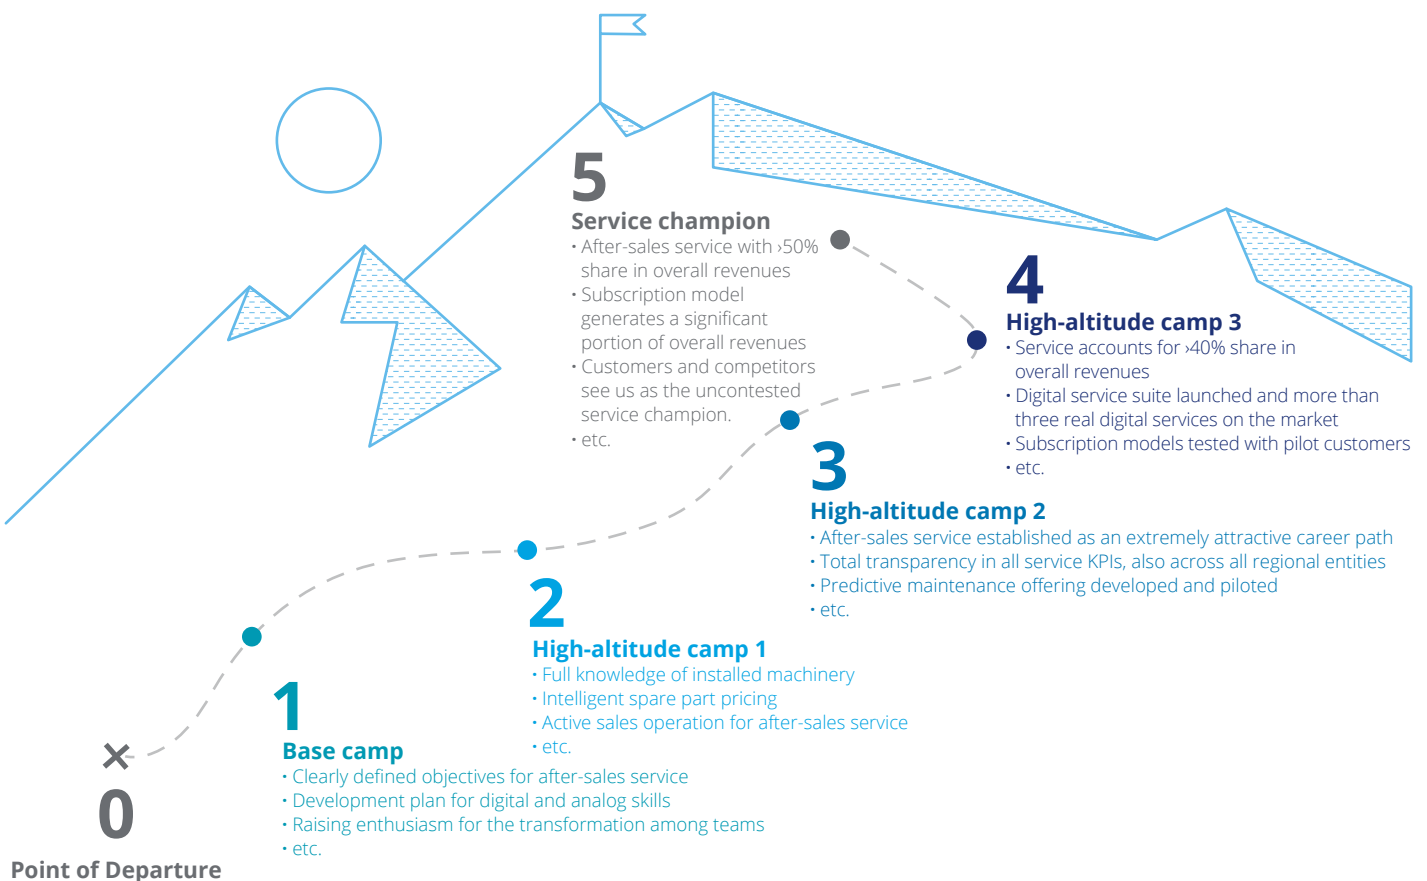 5
Service champion
• After-sales service with ›50%
share in overall revenues
• Subscription model
generates a significant
portion of overall revenues
• Customers and competitors
see us as the uncontested
service champion.
• etc.
4
High-altitude camp 3
• Service accounts for ›40% share in
overall revenues
• Digital service suite launched and more than
three real digital services on the market
• Subscription models tested with pilot customers
• etc.
3
High-altitude camp 2
• After-sales service established as an extremely attractive career path
• Total transparency in all service KPIs, also across all regional entities
• Predictive maintenance offering developed and piloted
• etc.
2
High-altitude camp 1
• Full knowledge of installed machinery
• Intelligent spare part pricing
• Active sales operation for after-sales service
• etc.
1
Base camp
• Clearly defined objectives for after-sales service
• Development plan for digital and analog skills
• Raising enthusiasm for the transformation among teams
• etc.
0
Point of Departure